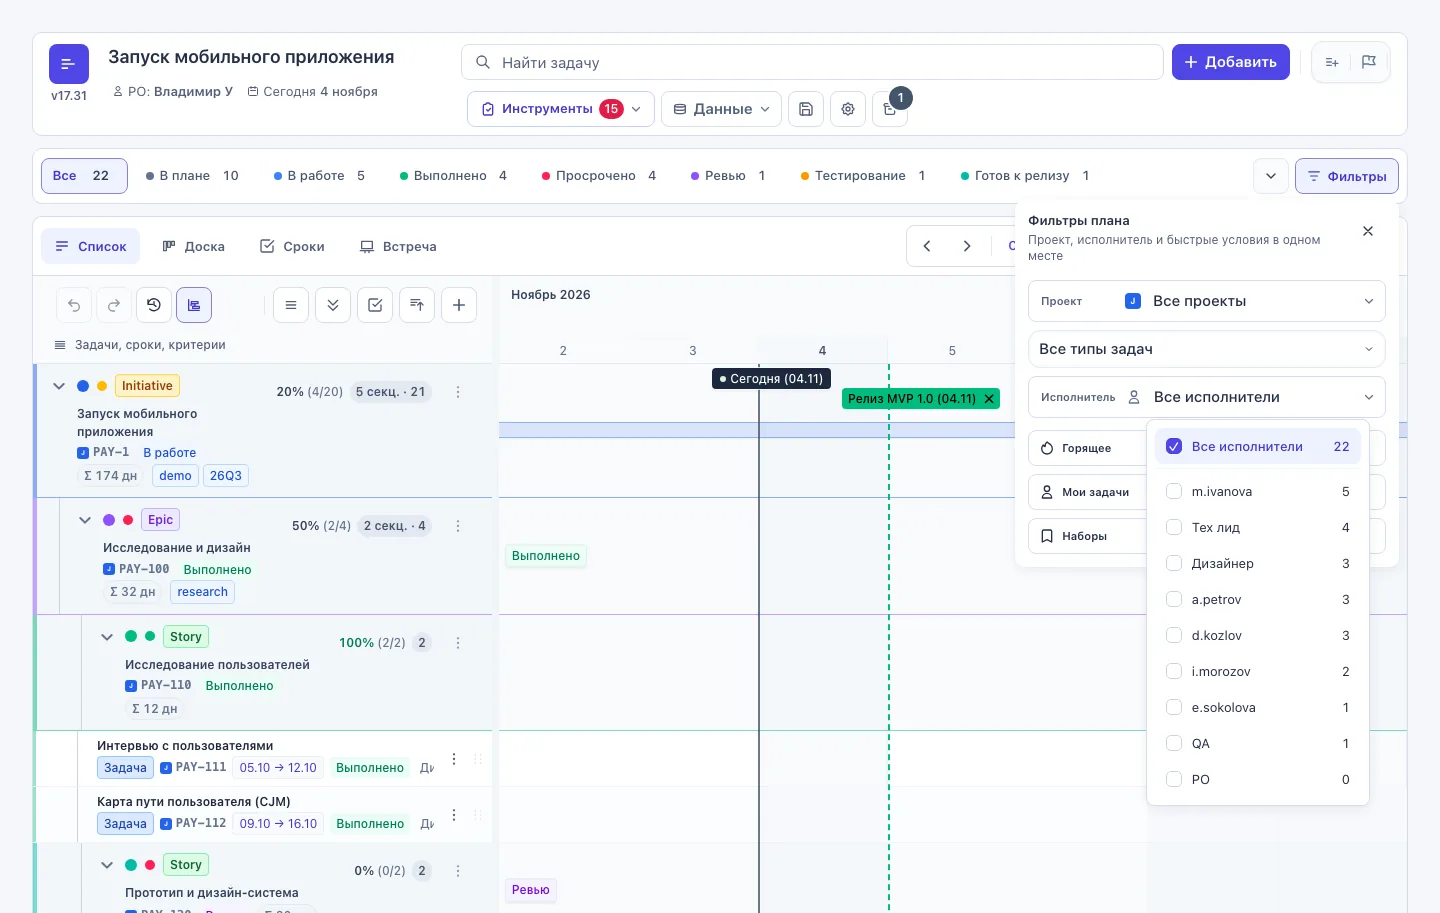 Запуск мобильного приложения
v17.31
PO: Владимир У
Сегодня 4 ноября
Найти задачу
Добавить
Инструменты 15
Данные
1
Все 22
В плане 10
В работе 5
Выполнено 4
Просрочено 4
Ревью 1
Тестирование 1
Готов к релизу 1
Фильтры
Список
Доска
Сроки
Встреча
Задачи, сроки, критерии
Ноябрь 2026
2
3
4
5
Сегодня (04.11)
Релиз MVP 1.0 (04.11)
Initiative
20% (4/20)
5 секц. · 21
Запуск мобильного
приложения
PAY-1
В работе
Σ 174 дн
demo
26Q3
Epic
50% (2/4)
2 секц. · 4
Исследование и дизайн
PAY-100
Выполнено
Σ 32 дн
research
Выполнено
Story
100% (2/2)
2
Исследование пользователей
PAY-110
Выполнено
Σ 12 дн
Интервью с пользователями
Задача
PAY-111
05.10 → 12.10
Выполнено
Карта пути пользователя (CJM)
Задача
PAY-112
09.10 → 16.10
Выполнено
Story
0% (0/2)
2
Прототип и дизайн-система
Ревью
Фильтры плана
Проект, исполнитель и быстрые условия в одном
месте
Проект
Все проекты
Все типы задач
Исполнитель
Все исполнители
Горящее
Мои задачи
Наборы
Все исполнители 22
m.ivanova 5
Тех лид 4
Дизайнер 3
a.petrov 3
d.kozlov 3
i.morozov 2
e.sokolova 1
QA 1
PO 0